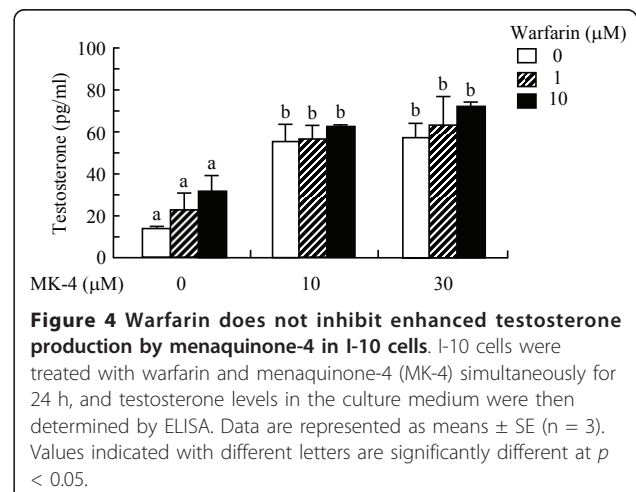 Warfarin (μM)
0
1
10
Testosterone (pg/ml)
100
80
60
40
20
0
a
a
a
b
b
b
b
b
b
MK-4 (μM)
0
10
30
Figure 4 Warfarin does not inhibit enhanced testosterone
production by menaquinone-4 in I-10 cells. I-10 cells were
treated with warfarin and menaquinone-4 (MK-4) simultaneously for
24 h, and testosterone levels in the culture medium were then
determined by ELISA. Data are represented as means ± SE (n = 3).
Values indicated with different letters are significantly different at p
< 0.05.